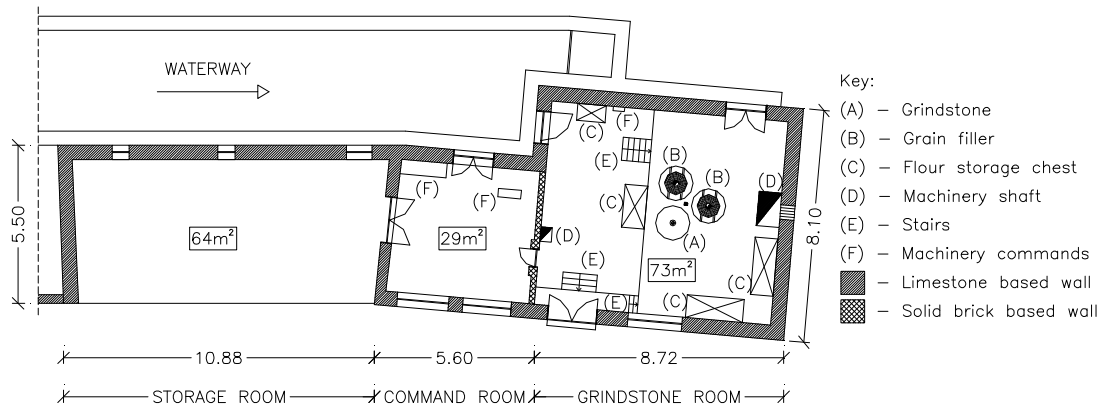 WATERWAY
Key:
(A) – Grindstone
(B) – Grain filler
(C) – Flour storage chest
(D) – Machinery shaft
(E) – Stairs
(F) – Machinery commands
Limestone based wall
– Solid brick based wall
(C)
(F)
(E)
(B)
(B)
(D)
(F)
(F)
(C)
5.50
64m²
29m²
(D)
(A)
8.10
(E)
73m²
(C)
(E)
(C)
10.88
5.60
8.72
STORAGE ROOM
COMMAND ROOM
GRINDSTONE ROOM